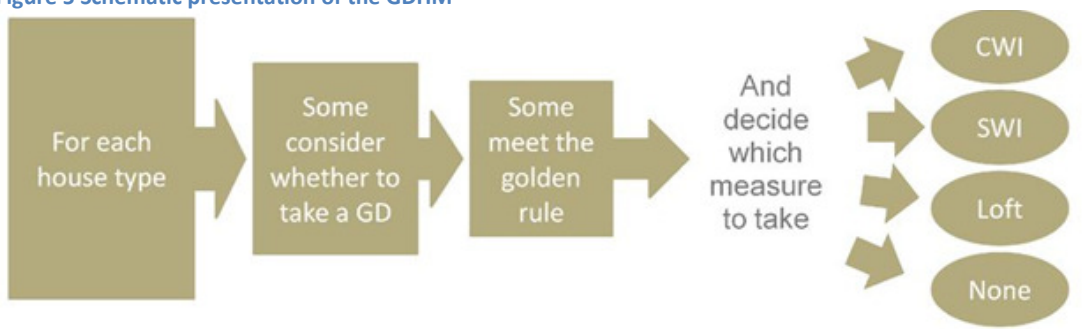 Figure 3 Schematic presentation of the GDHM
For each
house type
Some
consider
whether to
take a GD
Some
meet the
golden
rule
And
decide
which
measure
to take
CWI
SWI
Loft
None